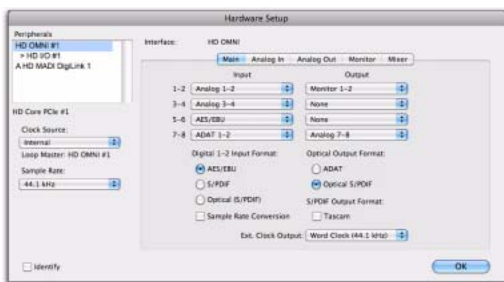 Hardware Setup
Peripherals
HD OMNI #1
> HD I/O #1
A HD MADI DigiLink 1
HD Core PCIe #1
Clock Source:
Internal
Loop Master: HD OMNI #1
Sample Rate:
44.1 kHz
Identify
Interface: HD OMNI
Main Analog In Analog Out Monitor Mixer
Input Output
1-2 Analog 1-2 Monitor 1-2
3-4 Analog 3-4 None
5-6 AES/EBU None
7-8 ADAT 1-2 Analog 7-8
Digital 1-2 Input Format: Optical Output Format:
AES/EBU ADAT
S/PDIF Optical S/PDIF
Optical (S/PDIF) S/PDIF Output Format:
Sample Rate Conversion Tascam
Ext. Clock Output: Word Clock (44.1 kHz)
OK